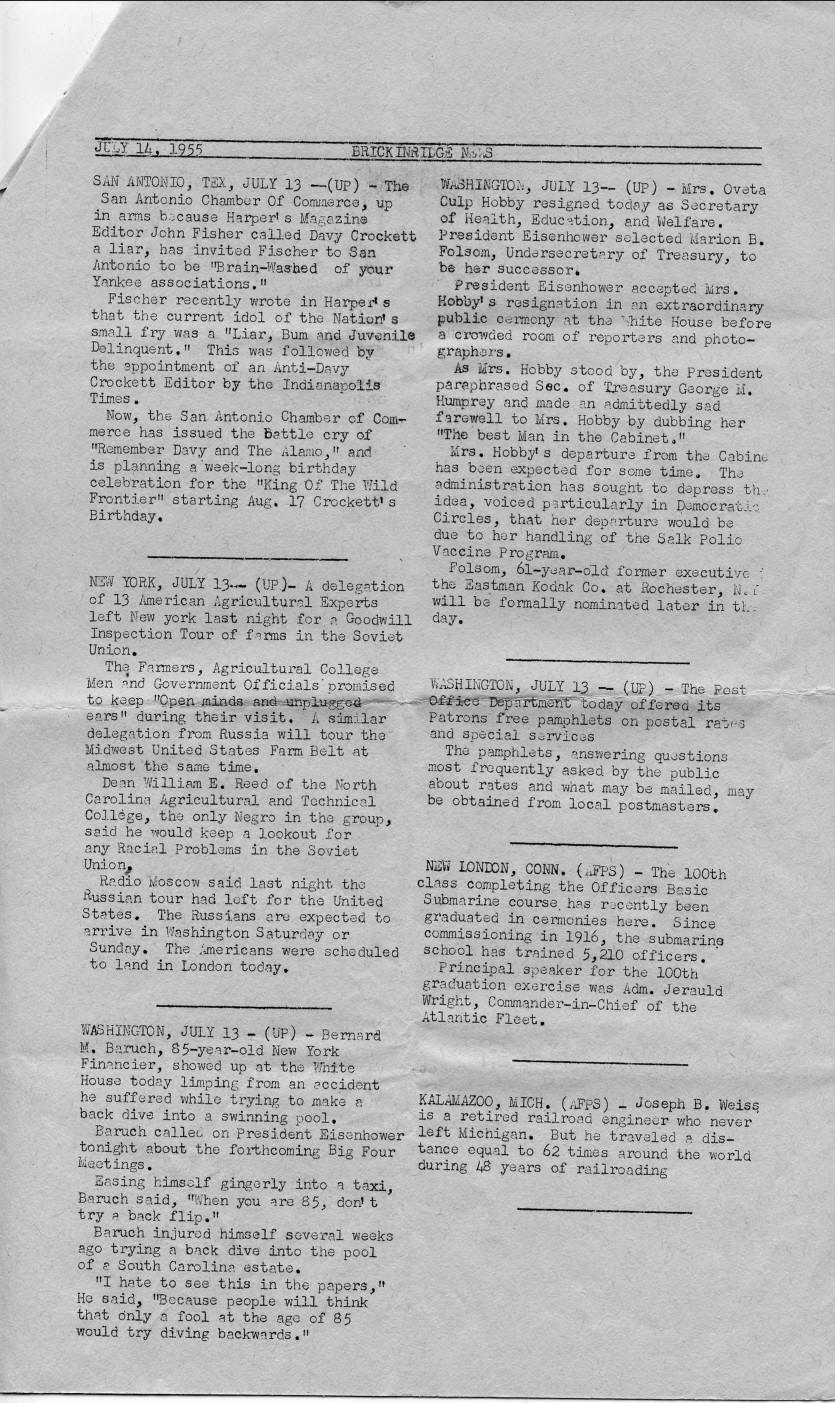 JULY 14, 1955 BRICKINRIDGE NEWS
SAN ANTONIO, TEX, JULY 13 --(UP) - The
San Antonio Chamber Of Commerce, up
in arms because Harper's Magazine
Editor John Fisher called Davy Crockett
a liar, has invited Fischer to San
Antonio to be "Brain-Washed of your
Yankee associations."
Fischer recently wrote in Harper's
that the current idol of the Nation's
small fry was a "Liar, Bum and Juvenile
Delinquent." This was followed by
the appointment of an Anti-Davy
Crockett Editor by the Indianapolis
Times.
Now, the San Antonio Chamber of Com-
merce has issued the battle cry of
"Remember Davy and The Alamo," and
is planning a week-long birthday
celebration for the "King Of The Wild
Frontier" starting Aug. 17 Crockett's
Birthday.
NEW YORK, JULY 13-- (UP)- A delegation
of 13 American Agricultural Experts
left New york last night for a Goodwill
Inspection Tour of farms in the Soviet
Union.
The Farmers, Agricultural College
Men and Government Officials promised
to keep "Open minds and unplugged
ears" during their visit. A similar
delegation from Russia will tour the
Midwest United States Farm Belt at
almost the same time.
Dean William E. Reed of the North
Carolina Agricultural and Technical
College, the only Negro in the group,
said he would keep a lookout for
any Racial Problems in the Soviet
Union.
Radio Moscow said last night the
Russian tour had left for the United
States. The Russians are expected to
arrive in Washington Saturday or
Sunday. The Americans were scheduled
to land in London today.
WASHINGTON, JULY 13 - (UP) - Bernard
M. Baruch, 85-year-old New York
Financier, showed up at the White
House today limping from an accident
he suffered while trying to make a
back dive into a swinning pool.
Baruch called on President Eisenhower
tonight about the forthcoming Big Four
Meetings.
Easing himself gingerly into a taxi,
Baruch said, "When you are 85, don't
try a back flip."
Baruch injured himself several weeks
ago trying a back dive into the pool
of a South Carolina estate.
"I hate to see this in the papers,"
He said, "Because people will think
that only a fool at the age of 85
would try diving backwards."
WASHINGTON, JULY 13-- (UP) - Mrs. Oveta
Culp Hobby resigned today as Secretary
of Health, Education, and Welfare.
President Eisenhower selected Marion B.
Folsom, Undersecretary of Treasury, to
be her successor.
President Eisenhower accepted Mrs.
Hobby's resignation in an extraordinary
public cermony at the White House before
a crowded room of reporters and photo-
graphers.
As Mrs. Hobby stood by, the President
paraphrased Sec. of Treasury George M.
Humprey and made an admittedly sad
farewell to Mrs. Hobby by dubbing her
"The best Man in the Cabinet."
Mrs. Hobby's departure from the Cabine
has been expected for some time. The
administration has sought to depress the
idea, voiced particularly in Democratic
Circles, that her departure would be
due to her handling of the Salk Polio
Vaccine Program.
Folsom, 61-year-old former executive
the Eastman Kodak Co. at Rochester,
will be formally nominated later in the
day.
WASHINGTON, JULY 13 -- (UP) - The Post
Office Department today offered its
Patrons free pamphlets on postal rates
and special services
The pamphlets, answering questions
most frequently asked by the public
about rates and what may be mailed, may
be obtained from local postmasters.
NEW LONDON, CONN. (AFPS) - The 100th
class completing the Officers Basic
Submarine course has recently been
graduated in cermonies here. Since
commissioning in 1916, the submarine
school has trained 5,210 officers.
Principal speaker for the 100th
graduation exercise was Adm. Jerauld
Wright, Commander-in-Chief of the
Atlantic Fleet.
KALAMAZOO, MICH. (AFPS) _ Joseph B. Weiss
is a retired railroad engineer who never
left Michigan. But he traveled a dis-
tance equal to 62 times around the world
during 48 years of railroading